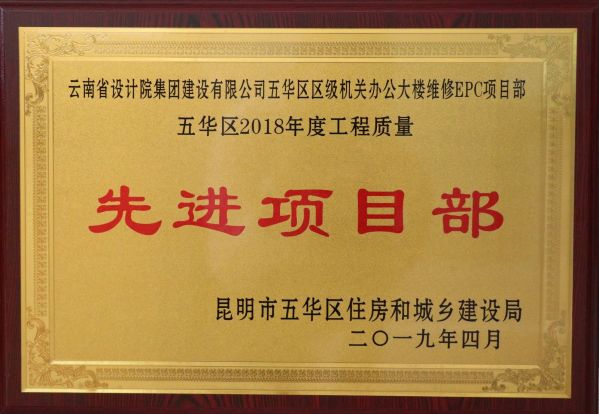 云南省设计院集团建设有限公司五华区区级机关办公大楼维修EPC项目部
五华区2018年度工程质量
先进项目部
昆明市五华区住房和城乡建设局
二〇一九年四月